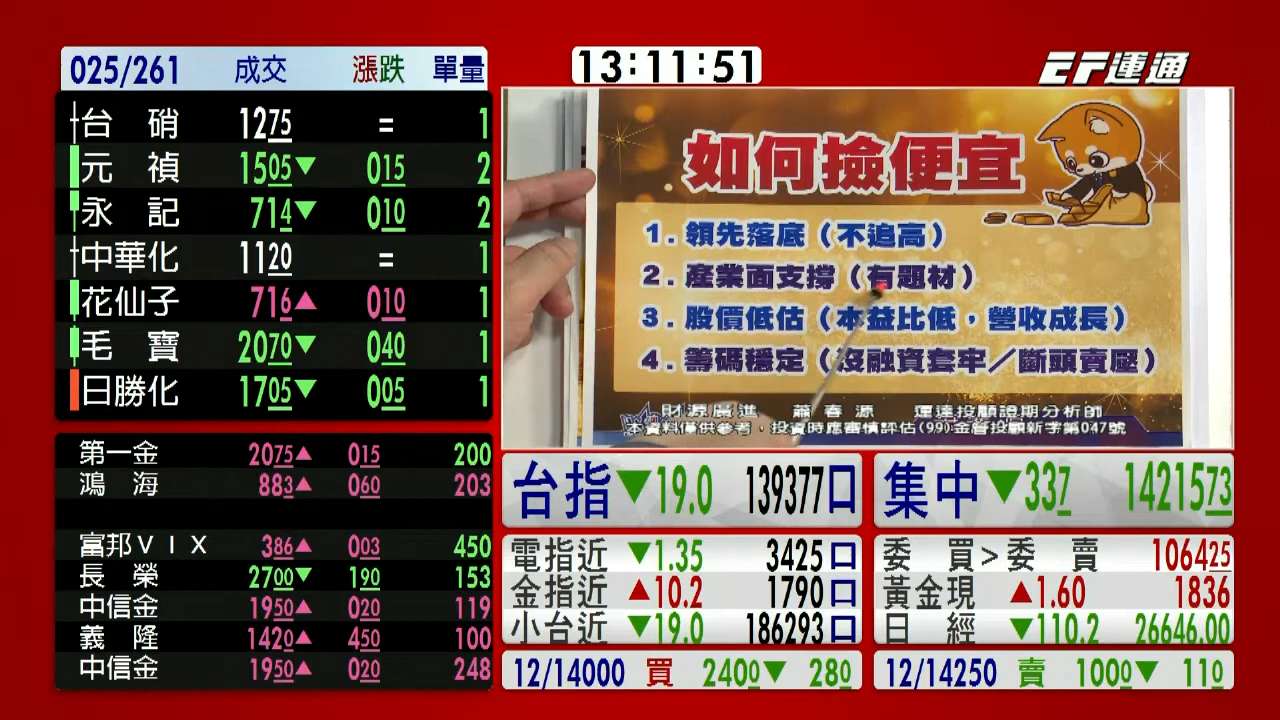 025/261 成交 漲跌 單量
台碩 1275 = 1
元禎 1505▼ 015 2
永記 714▼ 010 2
中華化 1120 = 1
花仙子 716▲ 010 1
毛寶 2070▼ 040 1
日勝化 1705▼ 005 1
第一金 2075▲ 015 200
鴻海 883▲ 060 203
富邦VIX 386▲ 003 450
長榮 2700▼ 190 153
中信金 1950▲ 020 119
義隆 1420▲ 450 100
中信金 1950▲ 020 248
13:11:51
EF運通
如何撿便宜
1.領先落底(不追高)
2.產業面支撐(有題材)
3.股價低估(本益比低,營收成長)
4.籌碼穩定(沒融資套牢/斷頭賣壓)
財源廣進 蕭春源 運達投顧證期分析師
本資料僅供參考,投資時應審慎評估(99)金管投顧新字第047號
台指▼19.0 139377口
電指近 ▼1.35 3425口
金指近 ▲10.2 1790口
小台近 ▼19.0 186293口
12/14000 買 2400▼ 280
集中▼337 1421573
委買>委賣 106425
黃金現 ▲1.60 1836
日經 ▼110.2 26646.00
12/14250 賣 1000▼ 110